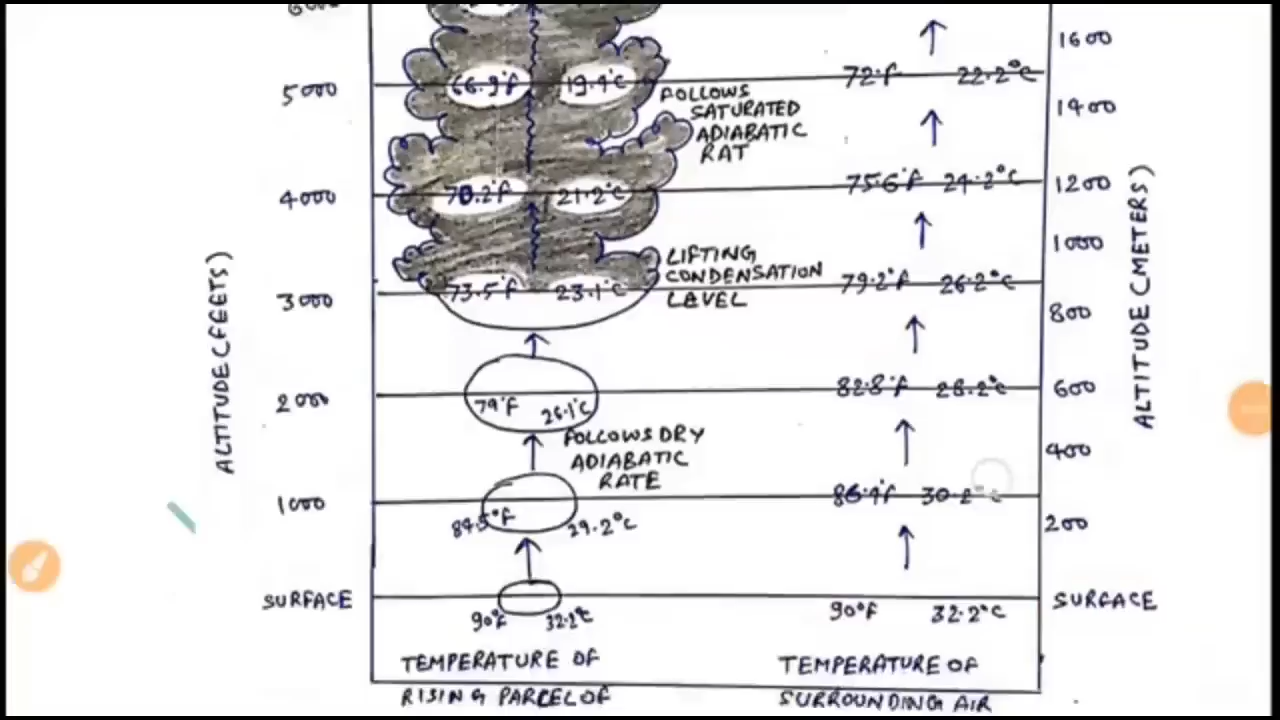 1600
5000 66.9°F 19.4°C 72°F 22.2°C
FOLLOWS
SATURATED
ADIABATIC
RAT
1400
4000 70.2°F 21.2°C 75.6°F 24.2°C 1200
1000
LIFTING
CONDENSATION
LEVEL
3000 73.5°F 23.1°C 79.2°F 26.2°C
800
ALTITUDE (FEETS)
ALTITUDE (METERS)
2000 79°F 26.1°C 82.8°F 28.2°C 600
FOLLOWS DRY
ADIABATIC
RATE
400
1000 84.5°F 29.2°C 86.4°F
200
SURFACE 90°F 32.2°C 90°F 32.2°C SURFACE
TEMPERATURE OF
RISING PARCEL OF
TEMPERATURE OF
SURROUNDING AIR